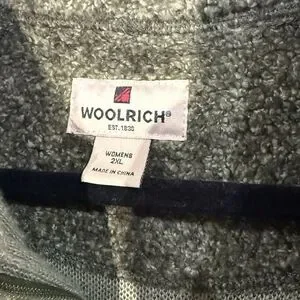 WOOLRICH®
EST. 1830
WOMENS
2XL
MADE IN CHINA